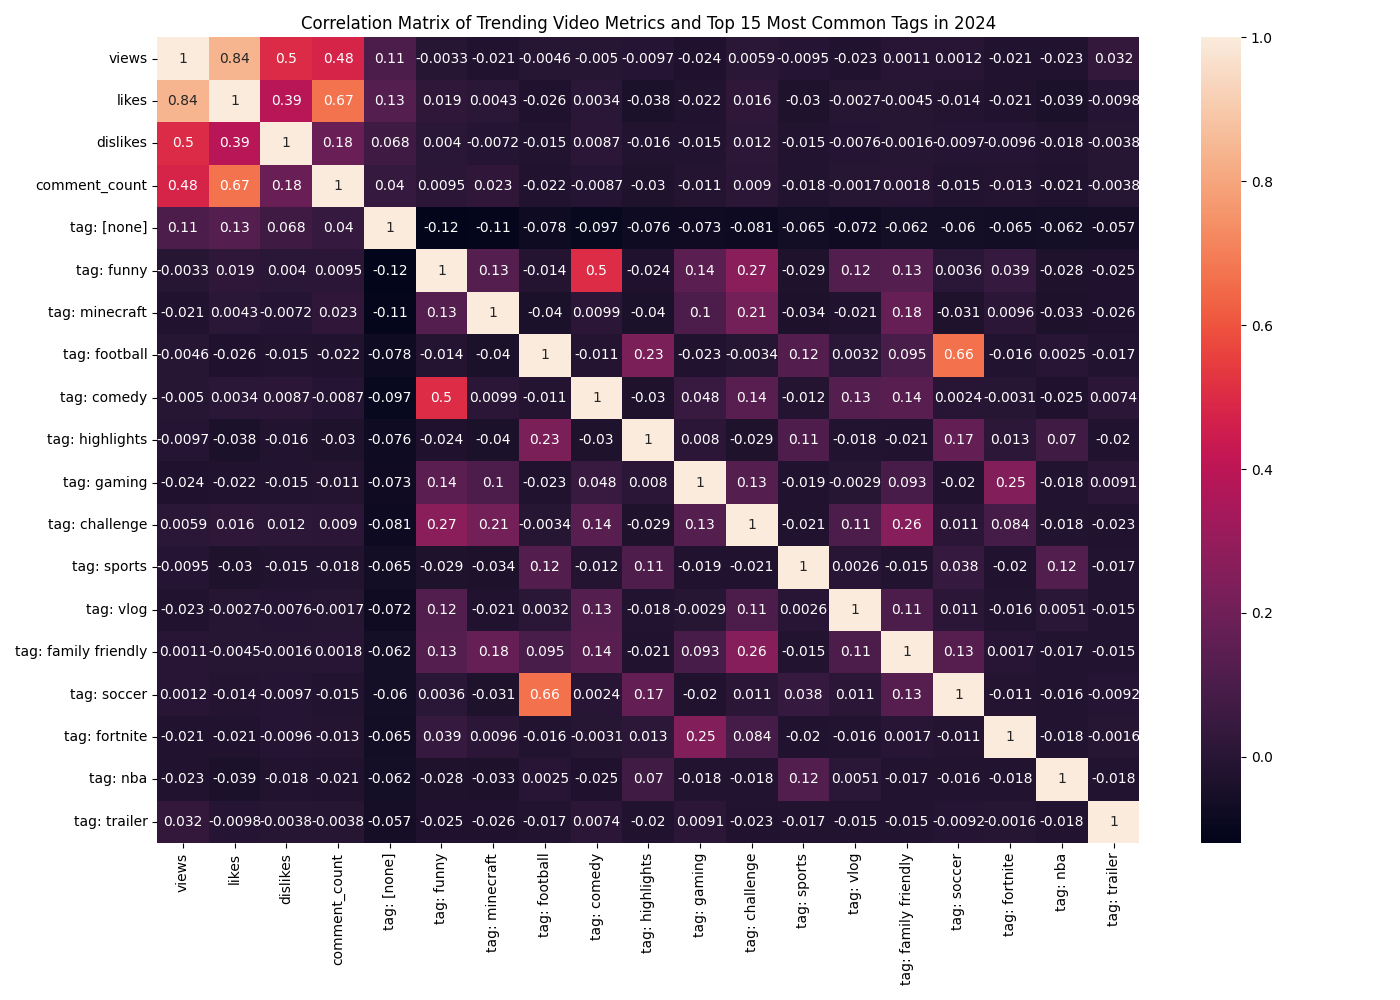 Correlation Matrix of Trending Video Metrics and Top 15 Most Common Tags in 2024
views 1 0.84 0.5 0.48 0.11 -0.0033 -0.021 -0.0046 -0.005 -0.0097 -0.024 0.0059 -0.0095 -0.023 0.0011 0.0012 -0.021 -0.023 0.032
likes 0.84 1 0.39 0.67 0.13 0.019 0.0043 -0.026 0.0034 -0.038 -0.022 0.016 -0.03 -0.0027 -0.0045 -0.014 -0.021 -0.039 -0.0098
dislikes 0.5 0.39 1 0.18 0.068 0.004 -0.0072 -0.015 0.0087 -0.016 -0.015 0.012 -0.015 -0.0076 -0.0016 -0.0097 -0.0096 -0.018 -0.0038
comment_count 0.48 0.67 0.18 1 0.04 0.0095 0.023 -0.022 -0.0087 -0.03 -0.011 0.009 -0.018 -0.0017 0.0018 -0.015 -0.013 -0.021 -0.0038
tag: [none] 0.11 0.13 0.068 0.04 1 -0.12 -0.11 -0.078 -0.097 -0.076 -0.073 -0.081 -0.065 -0.072 -0.062 -0.06 -0.065 -0.062 -0.057
tag: funny -0.0033 0.019 0.004 0.0095 -0.12 1 0.13 -0.014 0.5 -0.024 0.14 0.27 -0.029 0.12 0.13 0.0036 0.039 -0.028 -0.025
tag: minecraft -0.021 0.0043 -0.0072 0.023 -0.11 0.13 1 -0.04 0.0099 -0.04 0.1 0.21 -0.034 -0.021 0.18 -0.031 0.0096 -0.033 -0.026
tag: football -0.0046 -0.026 -0.015 -0.022 -0.078 -0.014 -0.04 1 -0.011 0.23 -0.023 -0.0034 0.12 0.0032 0.095 0.66 -0.016 0.0025 -0.017
tag: comedy -0.005 0.0034 0.0087 -0.0087 -0.097 0.5 0.0099 -0.011 1 -0.03 0.048 0.14 -0.012 0.13 0.14 0.0024 -0.0031 -0.025 0.0074
tag: highlights -0.0097 -0.038 -0.016 -0.03 -0.076 -0.024 -0.04 0.23 -0.03 1 0.008 -0.029 0.11 -0.018 -0.021 0.17 0.013 0.07 -0.02
tag: gaming -0.024 -0.022 -0.015 -0.011 -0.073 0.14 0.1 -0.023 0.048 0.008 1 0.13 -0.019 -0.0029 0.093 -0.02 0.25 -0.018 0.0091
tag: challenge 0.0059 0.016 0.012 0.009 -0.081 0.27 0.21 -0.0034 0.14 -0.029 0.13 1 -0.021 0.11 0.26 0.011 0.084 -0.018 -0.023
tag: sports -0.0095 -0.03 -0.015 -0.018 -0.065 -0.029 -0.034 0.12 -0.012 0.11 -0.019 -0.021 1 0.0026 -0.015 0.038 -0.02 0.12 -0.017
tag: vlog -0.023 -0.0027 -0.0076 -0.0017 -0.072 0.12 -0.021 0.0032 0.13 -0.018 -0.0029 0.11 0.0026 1 0.11 0.011 -0.016 0.0051 -0.015
tag: family friendly 0.0011 -0.0045 -0.0016 0.0018 -0.062 0.13 0.18 0.095 0.14 -0.021 0.093 0.26 -0.015 0.11 1 0.13 0.0017 -0.017 -0.015
tag: soccer 0.0012 -0.014 -0.0097 -0.015 -0.06 0.0036 -0.031 0.66 0.0024 0.17 -0.02 0.011 0.038 0.011 0.13 1 -0.011 -0.016 -0.0092
tag: fortnite -0.021 -0.021 -0.0096 -0.013 -0.065 0.039 0.0096 -0.016 -0.0031 0.013 0.25 0.084 -0.02 -0.016 0.0017 -0.011 1 -0.018 -0.0016
tag: nba -0.023 -0.039 -0.018 -0.021 -0.062 -0.028 -0.033 0.0025 -0.025 0.07 -0.018 -0.018 0.12 0.0051 -0.017 -0.016 -0.018 1 -0.018
tag: trailer 0.032 -0.0098 -0.0038 -0.0038 -0.057 -0.025 -0.026 -0.017 0.0074 -0.02 0.0091 -0.023 -0.017 -0.015 -0.015 -0.0092 -0.0016 -0.018 1
views
likes
dislikes
comment_count
tag: [none]
tag: funny
tag: minecraft
tag: football
tag: comedy
tag: highlights
tag: gaming
tag: challenge
tag: sports
tag: vlog
tag: family friendly
tag: soccer
tag: fortnite
tag: nba
tag: trailer
1.0
0.8
0.6
0.4
0.2
0.0